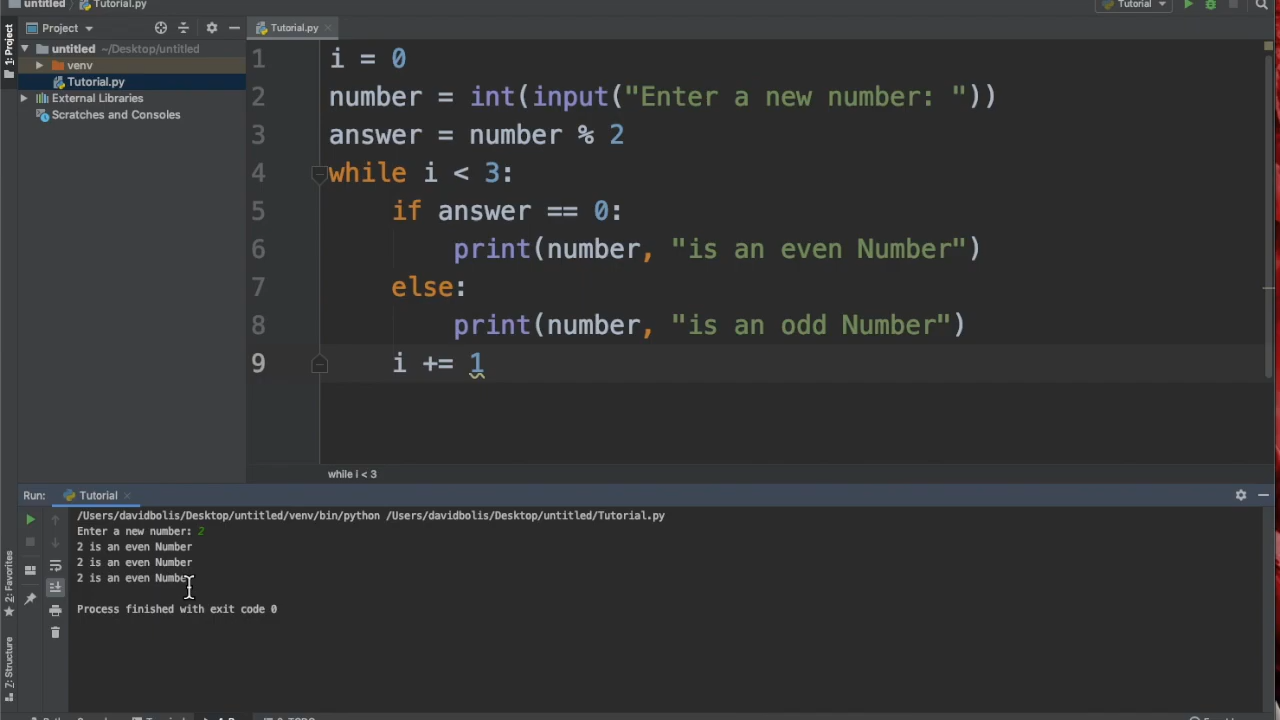 untitled Tutorial.py Tutorial
Project Tutorial.py
1: Project
untitled ~/Desktop/untitled
venv
Tutorial.py
External Libraries
Scratches and Consoles
1 i = 0
2 number = int(input("Enter a new number: "))
3 answer = number % 2
4 while i < 3:
5 if answer == 0:
6 print(number, "is an even Number")
7 else:
8 print(number, "is an odd Number")
9 i += 1
while i < 3
Run: Tutorial
/Users/davidbolis/Desktop/untitled/venv/bin/python /Users/davidbolis/Desktop/untitled/Tutorial.py
Enter a new number: 2
2 is an even Number
2 is an even Number
2 is an even Number
Process finished with exit code 0
2: Favorites
7: Structure